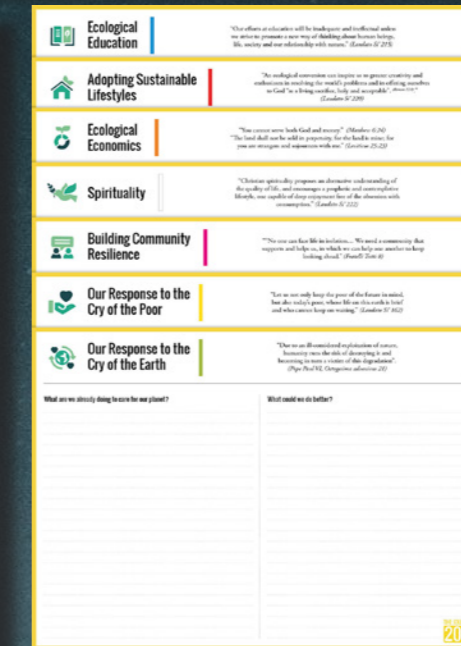 Ecological
Education
"Our efforts at education will be inadequate and ineffectual unless
we strive to promote a new way of thinking about human beings,
life, society and our relationship with nature." (Laudato Si' 215)
Adopting Sustainable
Lifestyles
"An ecological conversion can inspire us to greater creativity and
enthusiasm in resolving the world's problems and in offering ourselves
to God "as a living sacrifice, holy and acceptable".
(Laudato Si' 220)
Ecological
Economics
"You cannot serve both God and money." (Matthew 6:24)
"The land shall not be sold in perpetuity, for the land is mine; for
you are strangers and sojourners with me." (Leviticus 25:23)
Spirituality
"Christian spirituality proposes an alternative understanding of
the quality of life, and encourages a prophetic and contemplative
lifestyle, one capable of deep enjoyment free of the obsession with
consumption." (Laudato Si' 222)
Building Community
Resilience
"No one can face life in isolation… We need a community that
supports and helps us, in which we can help one another to keep
looking ahead." (Fratelli Tutti 8)
Our Response to the
Cry of the Poor
"Let us not only keep the poor of the future in mind,
but also today's poor, whose life on this earth is brief
and who cannot keep on waiting." (Laudato Si' 162)
Our Response to the
Cry of the Earth
"Due to an ill-considered exploitation of nature,
humanity runs the risk of destroying it and
becoming in turn a victim of this degradation".
(Pope Paul VI, Octogesima adveniens 21)
What are we already doing to care for our planet?
What could we do better?
20